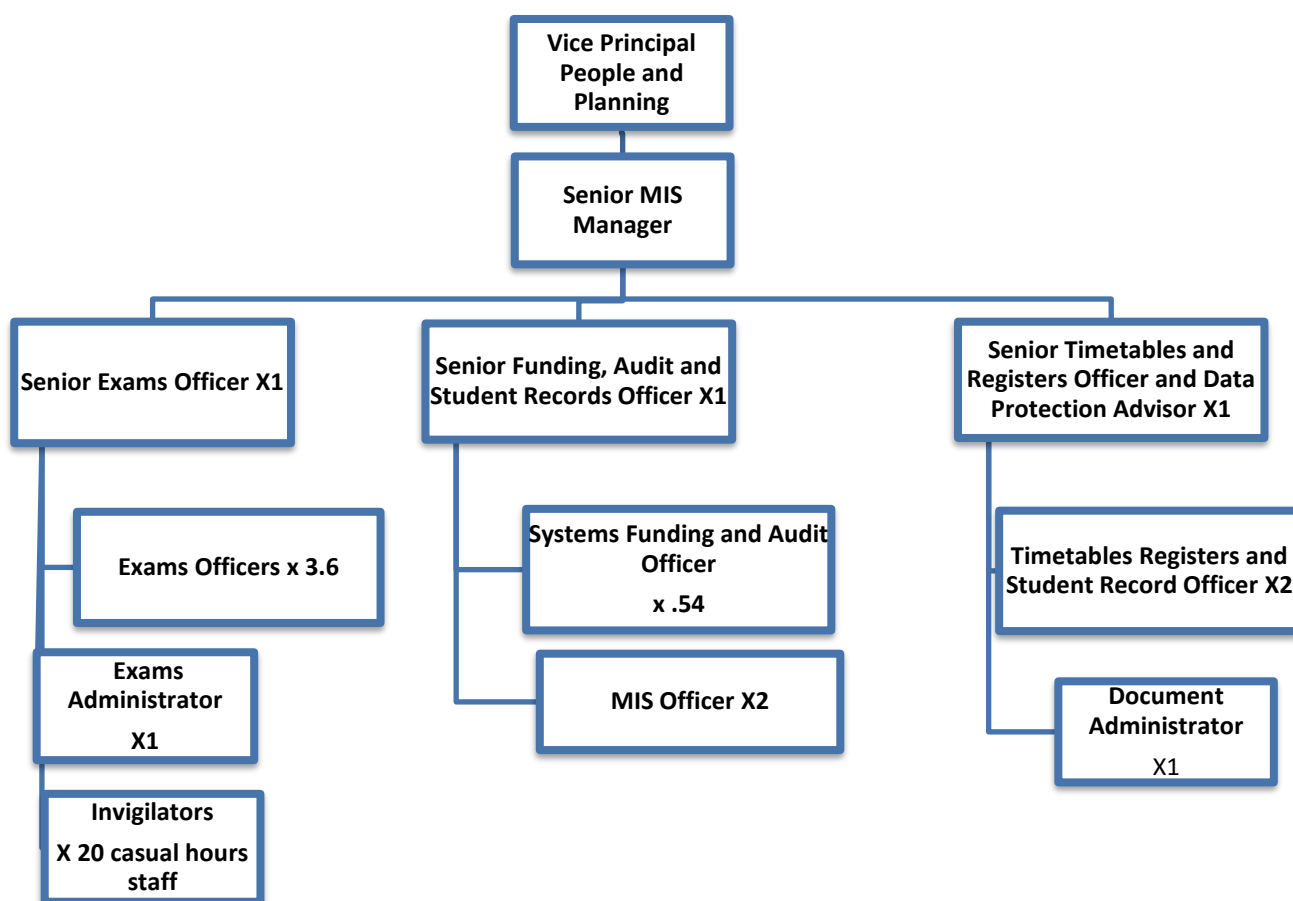 Vice Principal
People and
Planning
Senior MIS
Manager
Senior Exams Officer X1
Senior Funding, Audit and
Student Records Officer X1
Senior Timetables and
Registers Officer and Data
Protection Advisor X1
Exams Officers x 3.6
Systems Funding and Audit
Officer
x .54
Timetables Registers and
Student Record Officer X2
Exams
Administrator
X1
MIS Officer X2
Document
Administrator
X1
Invigilators
X 20 casual hours
staff